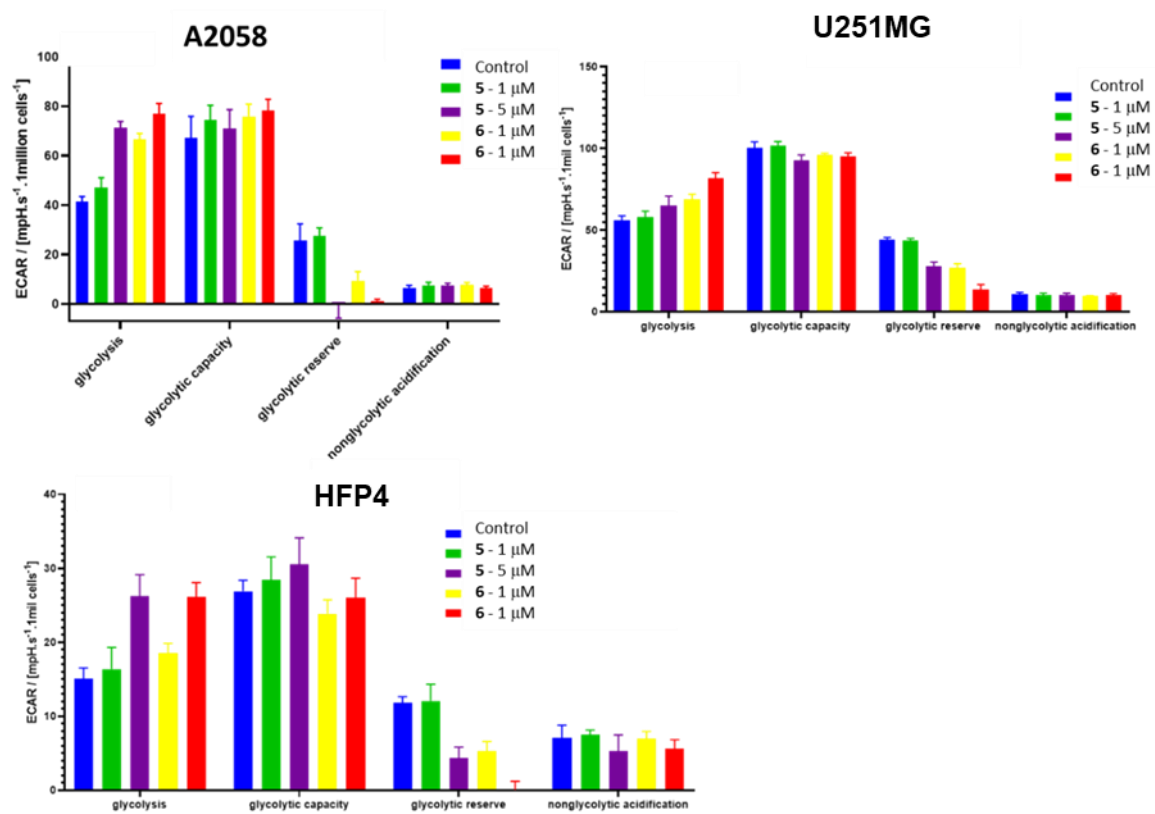 A2058
ECAR / [mpH.s⁻¹.1million cells⁻¹]
100
80
60
40
20
0
Control
5 - 1 µM
5 - 5 µM
6 - 1 µM
6 - 1 µM
glycolysis
glycolytic capacity
glycolytic reserve
nonglycolytic acidification
U251MG
ECAR / [mpH.s⁻¹.1mil cells⁻¹]
150
100
50
0
Control
5 - 1 µM
5 - 5 µM
6 - 1 µM
6 - 1 µM
glycolysis
glycolytic capacity
glycolytic reserve
nonglycolytic acidification
HFP4
ECAR / [mpH.s⁻¹.1mil cells⁻¹]
40
30
20
10
0
Control
5 - 1 µM
5 - 5 µM
6 - 1 µM
6 - 1 µM
glycolysis
glycolytic capacity
glycolytic reserve
nonglycolytic acidification